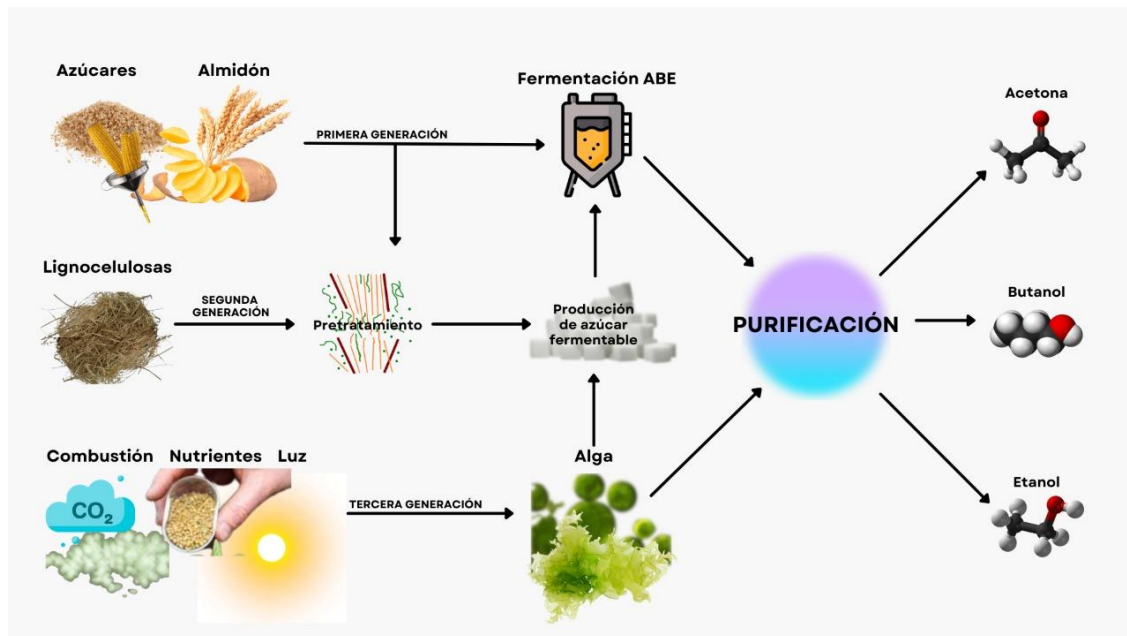 Azúcares
Almidón
Fermentación ABE
Acetona
PRIMERA GENERACIÓN
Lignocelulosas
SEGUNDA
GENERACIÓN
Pretratamiento
Producción
de azúcar
fermentable
PURIFICACIÓN
Butanol
Combustión
Nutrientes
Luz
Alga
CO₂
TERCERA GENERACIÓN
Etanol